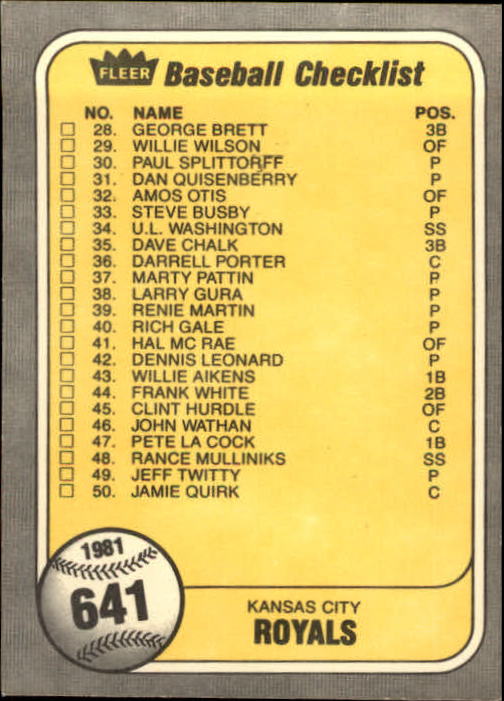 FLEER Baseball Checklist
NO. NAME POS.
28. GEORGE BRETT 3B
29. WILLIE WILSON OF
30. PAUL SPLITTORFF P
31. DAN QUISENBERRY P
32. AMOS OTIS OF
33. STEVE BUSBY P
34. U.L. WASHINGTON SS
35. DAVE CHALK 3B
36. DARRELL PORTER C
37. MARTY PATTIN P
38. LARRY GURA P
39. RENIE MARTIN P
40. RICH GALE P
41. HAL MC RAE OF
42. DENNIS LEONARD P
43. WILLIE AIKENS 1B
44. FRANK WHITE 2B
45. CLINT HURDLE OF
46. JOHN WATHAN C
47. PETE LA COCK 1B
48. RANCE MULLINIKS SS
49. JEFF TWITTY P
50. JAMIE QUIRK C
1981
641
KANSAS CITY
ROYALS